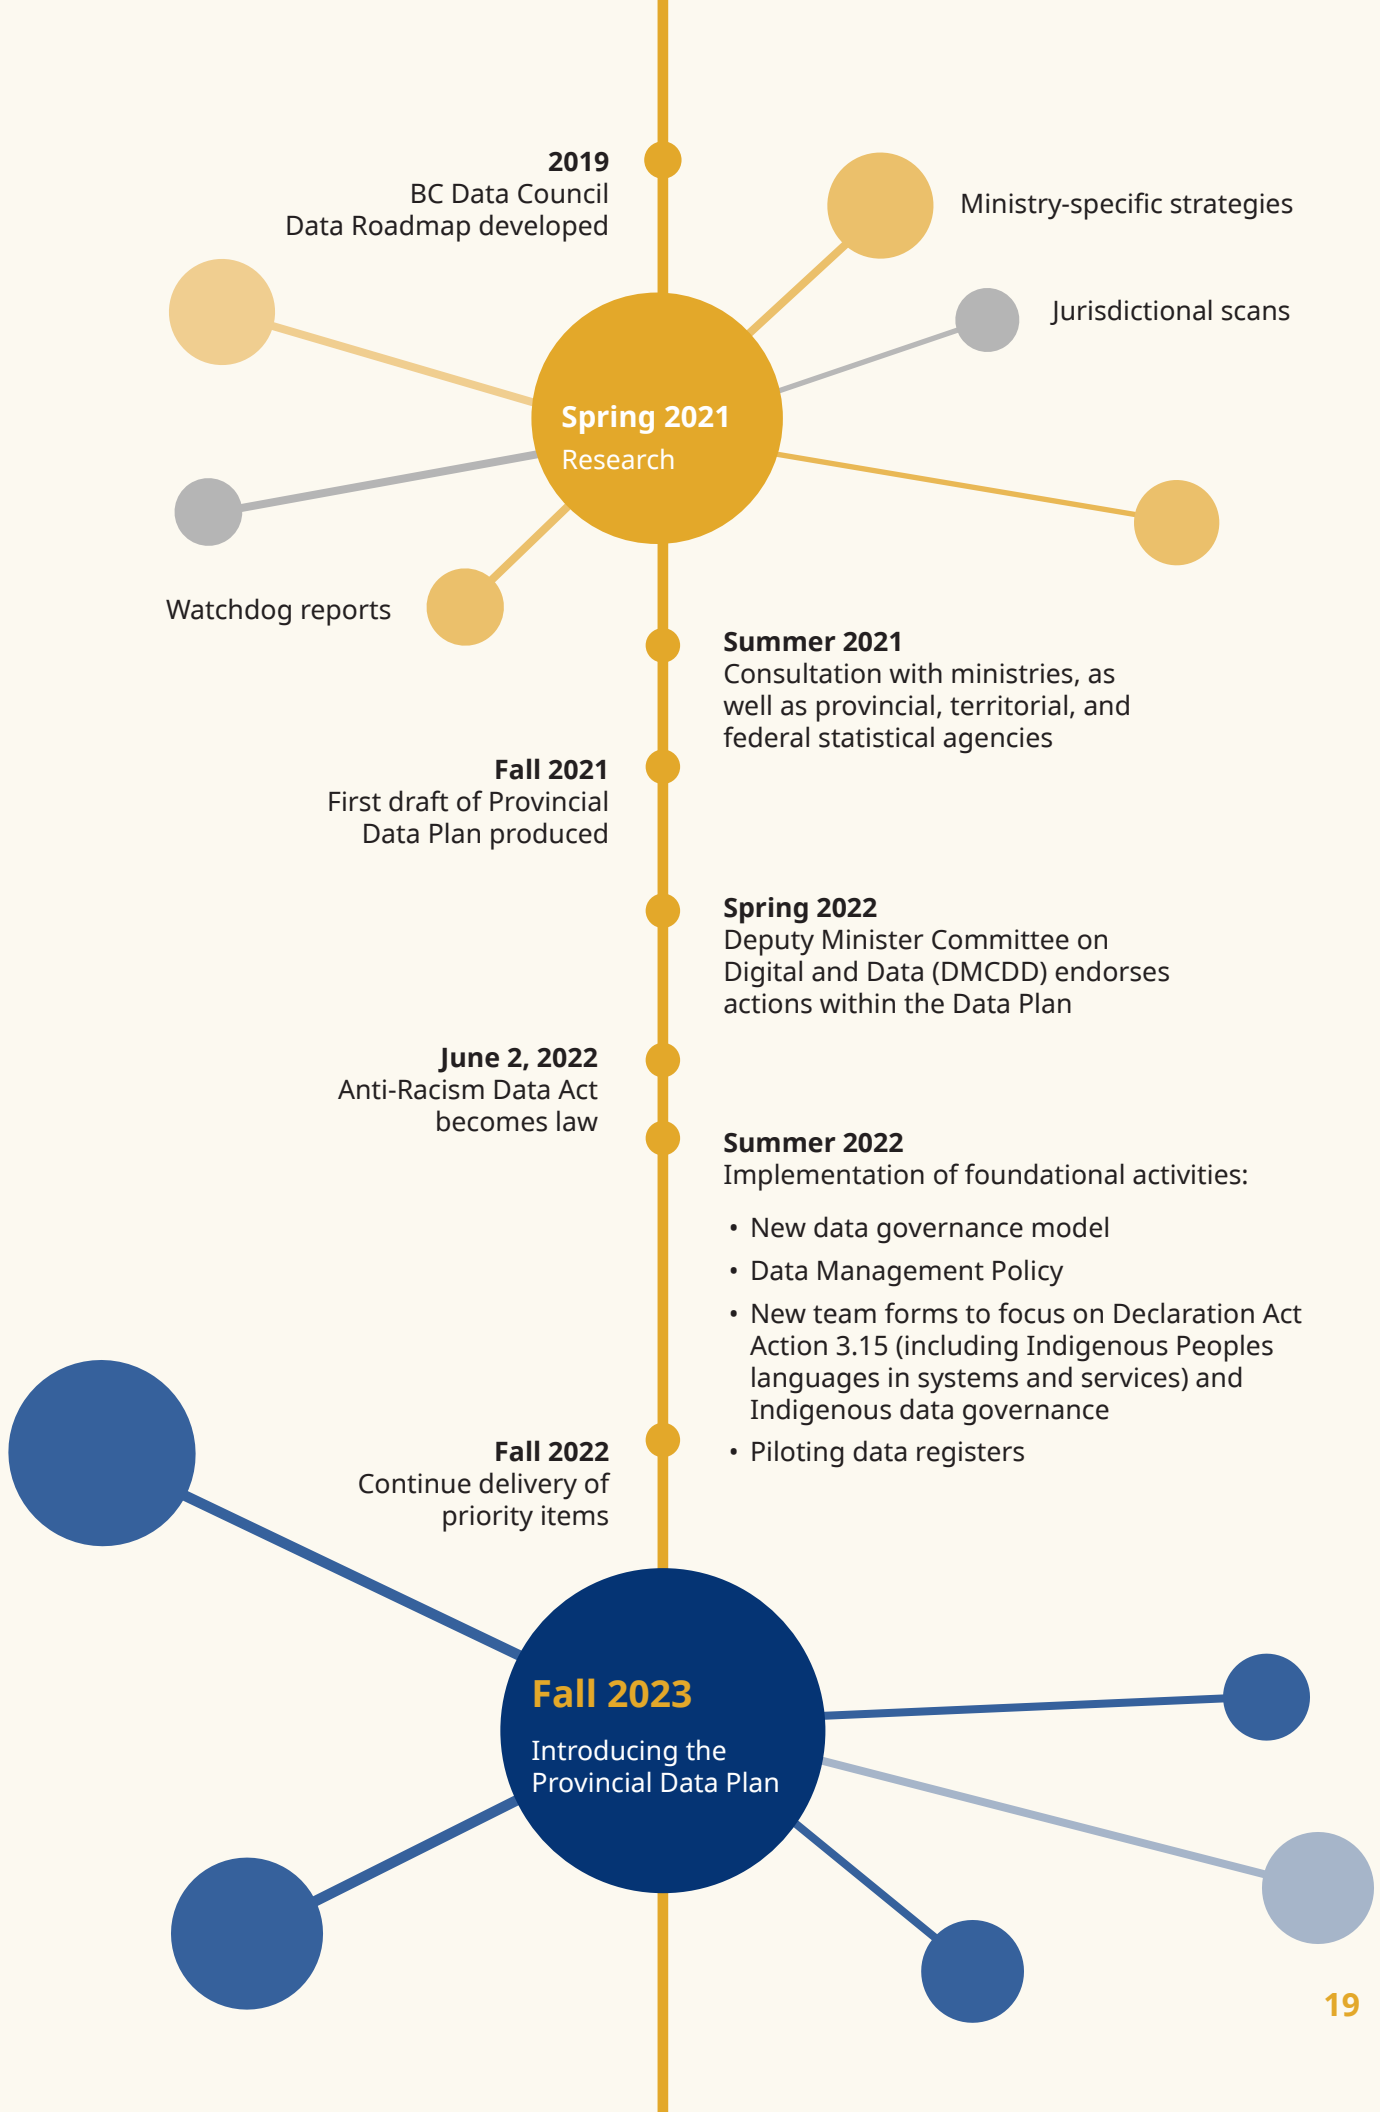 2019
BC Data Council
Data Roadmap developed
Ministry-specific strategies
Jurisdictional scans
Spring 2021
Research
Watchdog reports
Summer 2021
Consultation with ministries, as
well as provincial, territorial, and
federal statistical agencies
Fall 2021
First draft of Provincial
Data Plan produced
Spring 2022
Deputy Minister Committee on
Digital and Data (DMCDD) endorses
actions within the Data Plan
June 2, 2022
Anti-Racism Data Act
becomes law
Summer 2022
Implementation of foundational activities:
• New data governance model
• Data Management Policy
• New team forms to focus on Declaration Act
Action 3.15 (including Indigenous Peoples
languages in systems and services) and
Indigenous data governance
• Piloting data registers
Fall 2022
Continue delivery of
priority items
Fall 2023
Introducing the
Provincial Data Plan
19